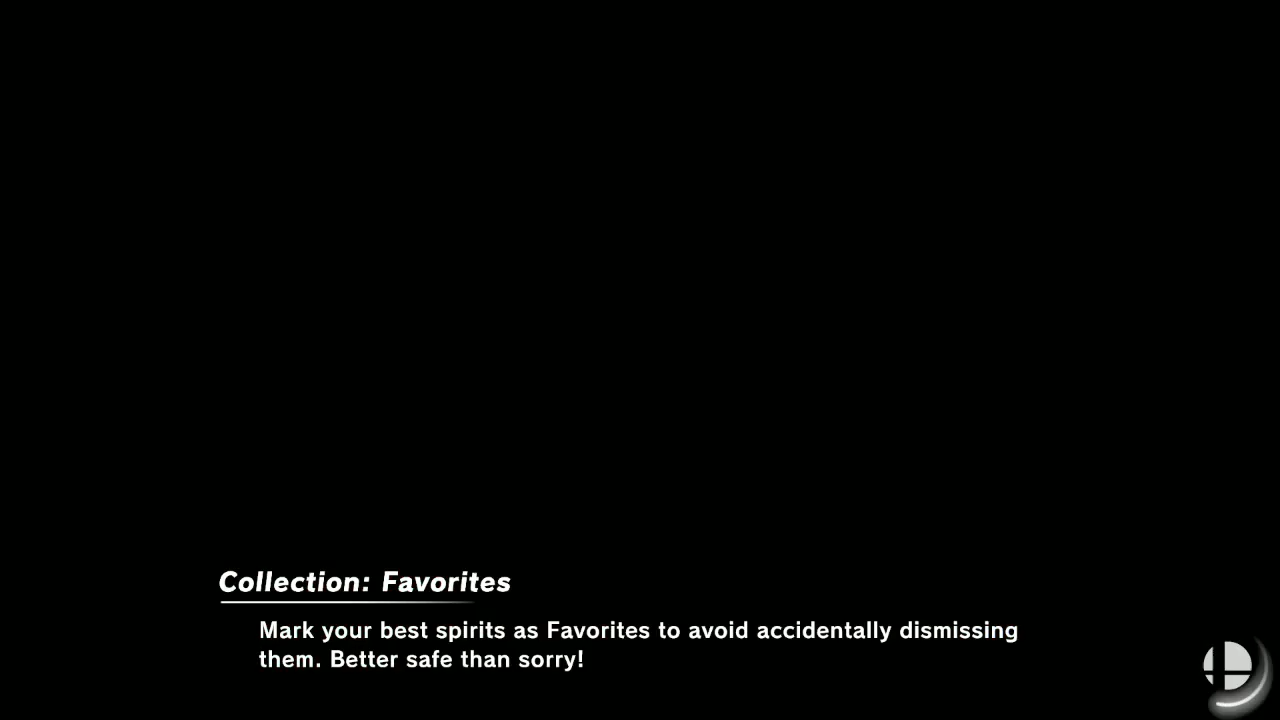 Collection: Favorites
Mark your best spirits as Favorites to avoid accidentally dismissing
them. Better safe than sorry!